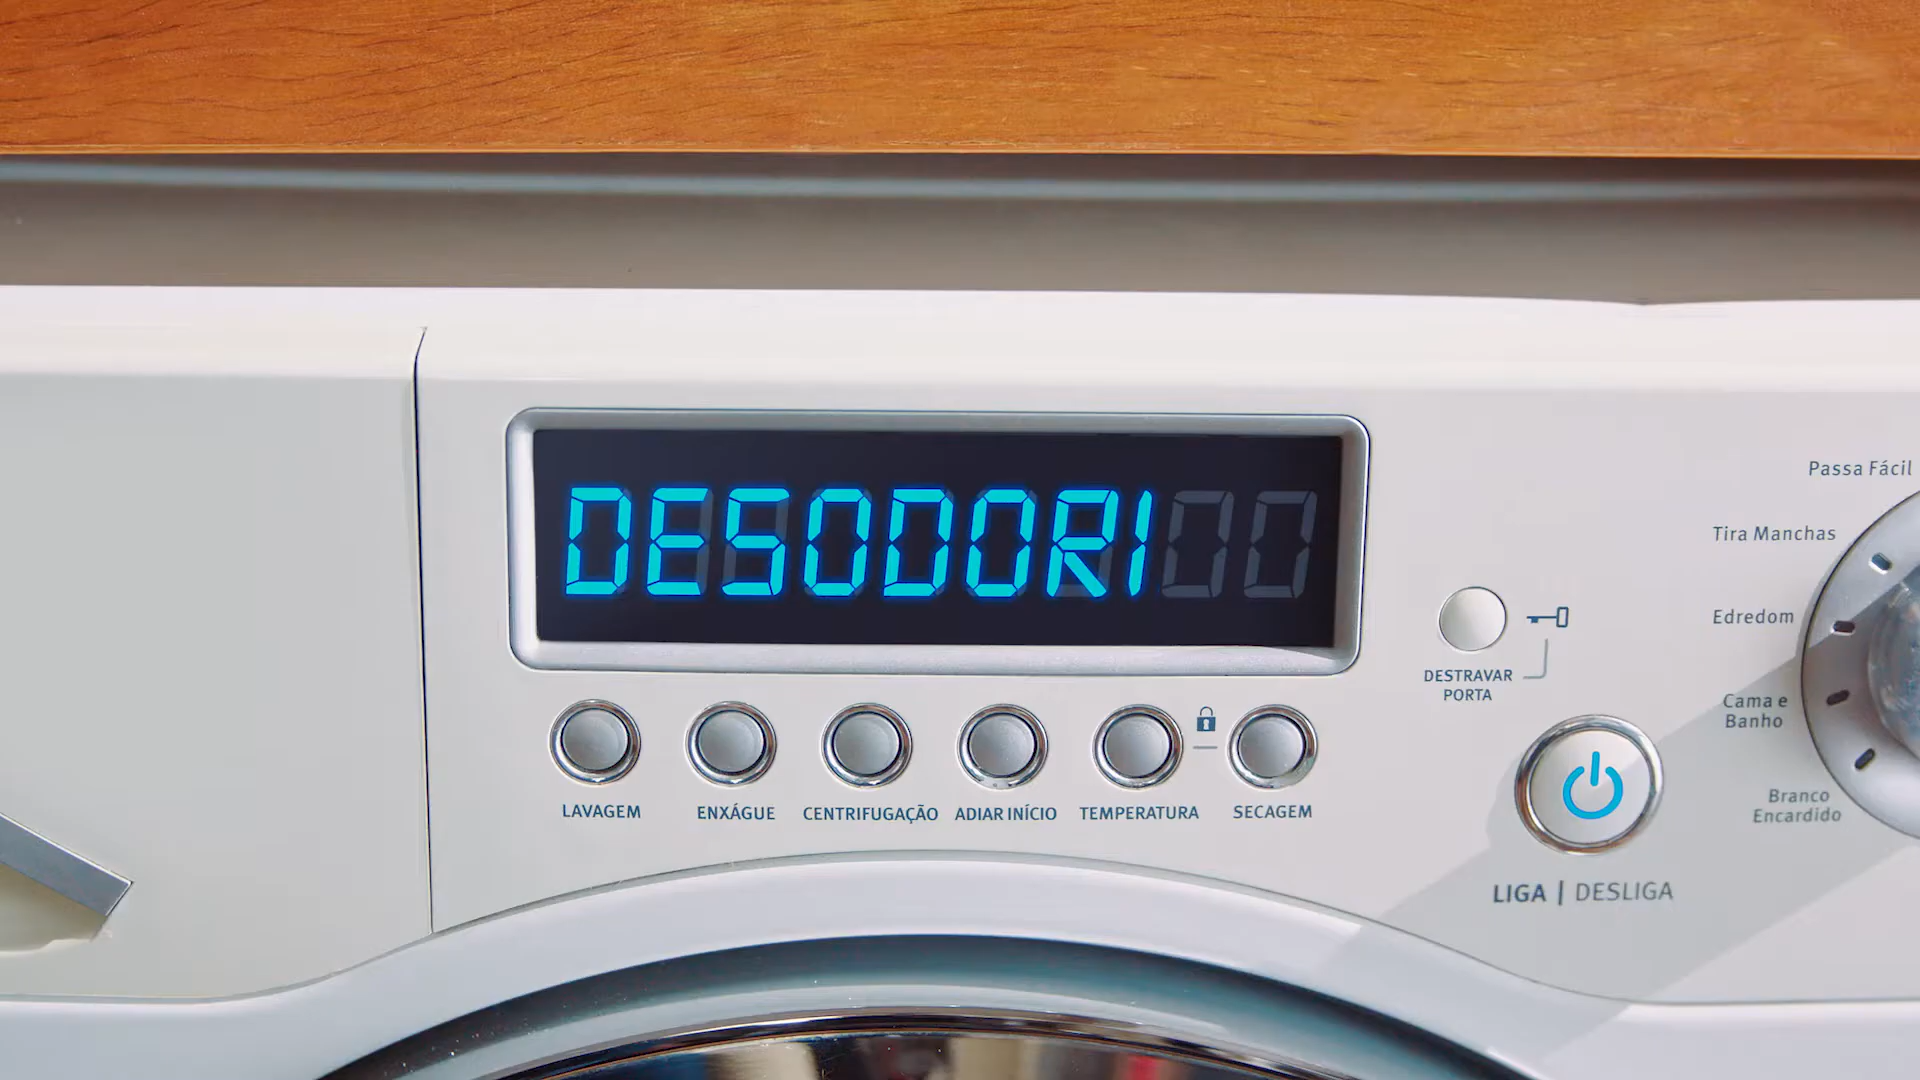 DESODORI
Passa Fácil
Tira Manchas
Edredom
Cama e
Banho
Branco
Encardido
DESTRAVAR
PORTA
LAVAGEM
ENXÁGUE
CENTRIFUGAÇÃO
ADIAR INÍCIO
TEMPERATURA
SECAGEM
LIGA | DESLIGA